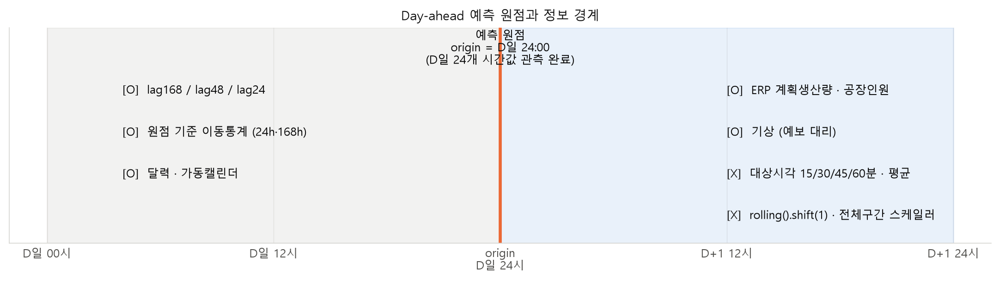 Day-ahead 예측 원점과 정보 경계
예측 원점
origin = D일 24:00
(D일 24개 시간값 관측 완료)
[O] lag168 / lag48 / lag24
[O] 원점 기준 이동통계 (24h·168h)
[O] 달력 · 가동캘린더
[O] ERP 계획생산량 · 공장인원
[O] 기상 (예보 대리)
[X] 대상시각 15/30/45/60분 · 평균
[X] rolling().shift(1) · 전체구간 스케일러
D일 00시
D일 12시
origin
D일 24시
D+1 12시
D+1 24시